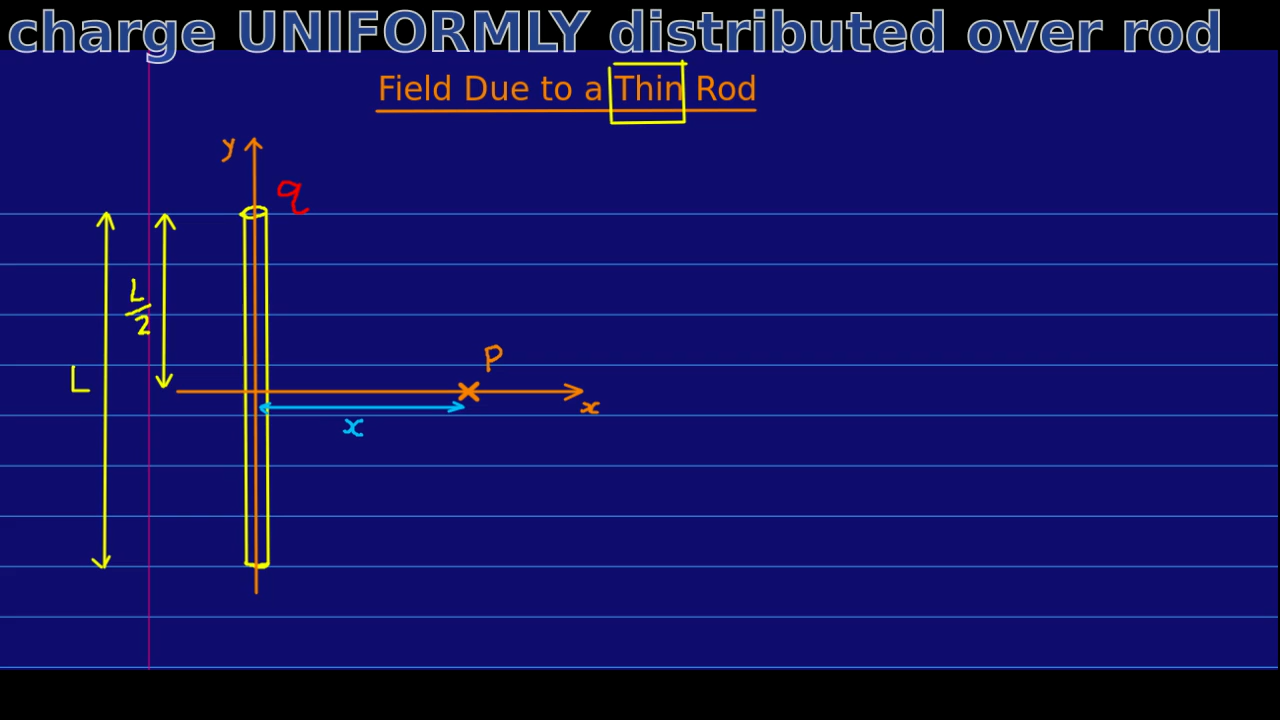 charge UNIFORMLY distributed over rod
Field Due to a Thin Rod
y
q
L/2
P
L
x
x